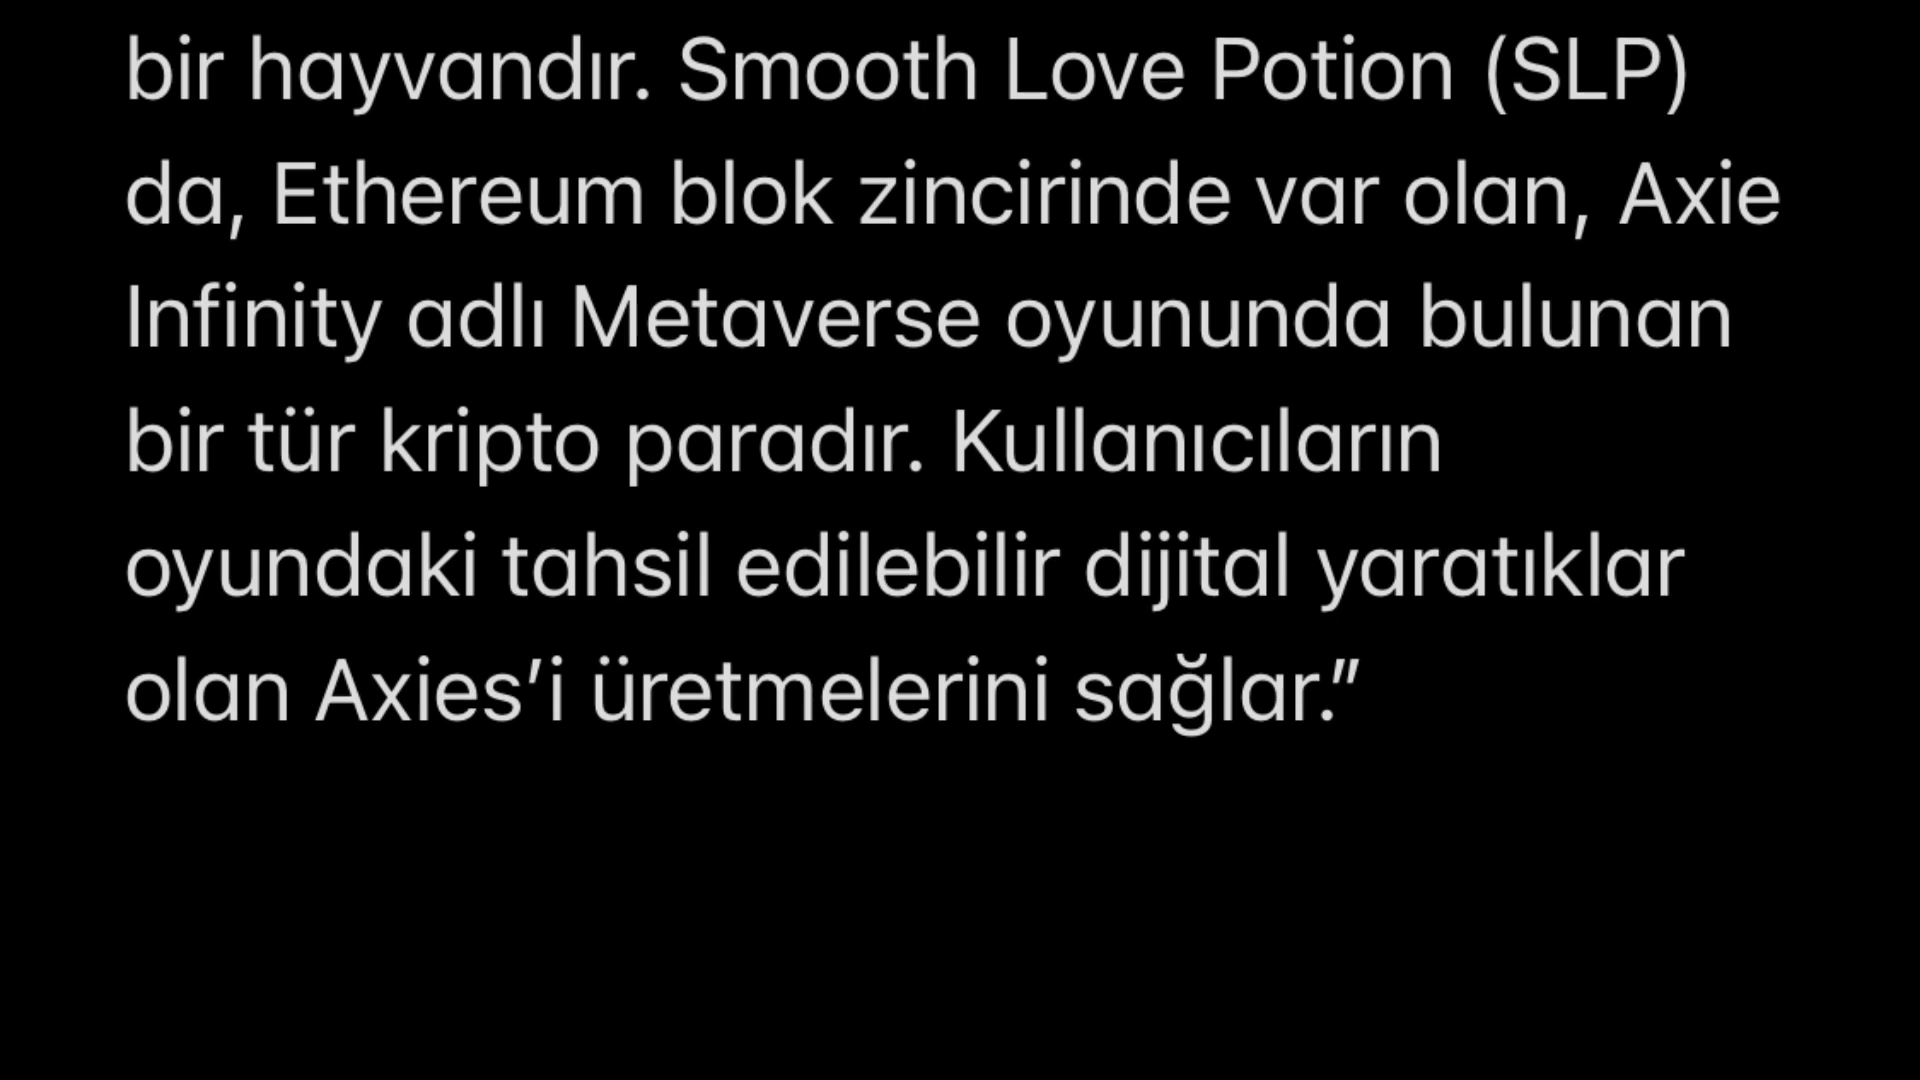 bir hayvandır. Smooth Love Potion (SLP)
da, Ethereum blok zincirinde var olan, Axie
Infinity adlı Metaverse oyununda bulunan
bir tür kripto paradır. Kullanıcıların
oyundaki tahsil edilebilir dijital yaratıklar
olan Axies’i üretmelerini sağlar.”